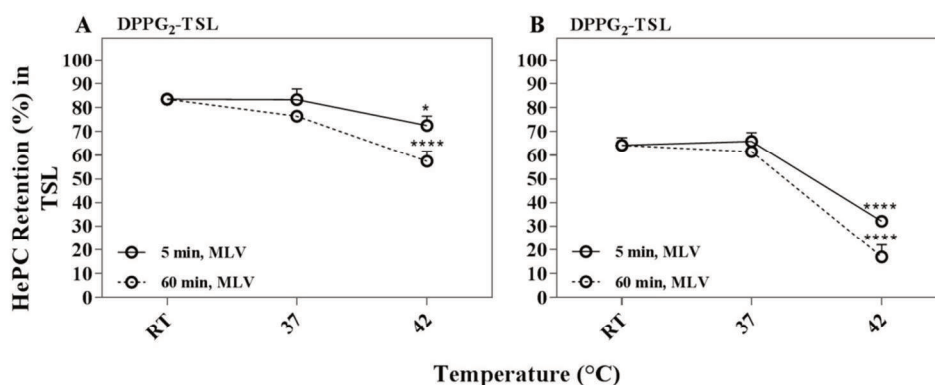 A DPPG₂-TSL
HePC Retention (%) in
TSL
100
90
80
70
60
50
40
30
20
10
0
*
****
5 min, MLV
60 min, MLV
RT
37
42
B DPPG₂-TSL
100
90
80
70
60
50
40
30
20
10
0
****
****
5 min, MLV
60 min, MLV
RT
37
42
Temperature (°C)